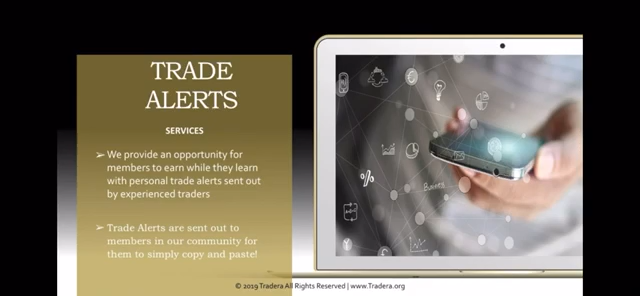 TRADE
ALERTS
SERVICES
➢ We provide an opportunity for
members to earn while they learn
with personal trade alerts sent out
by experienced traders
➢ Trade Alerts are sent out to
members in our community for
them to simply copy and paste!
© 2019 Tradera All Rights Reserved | www.Tradera.org